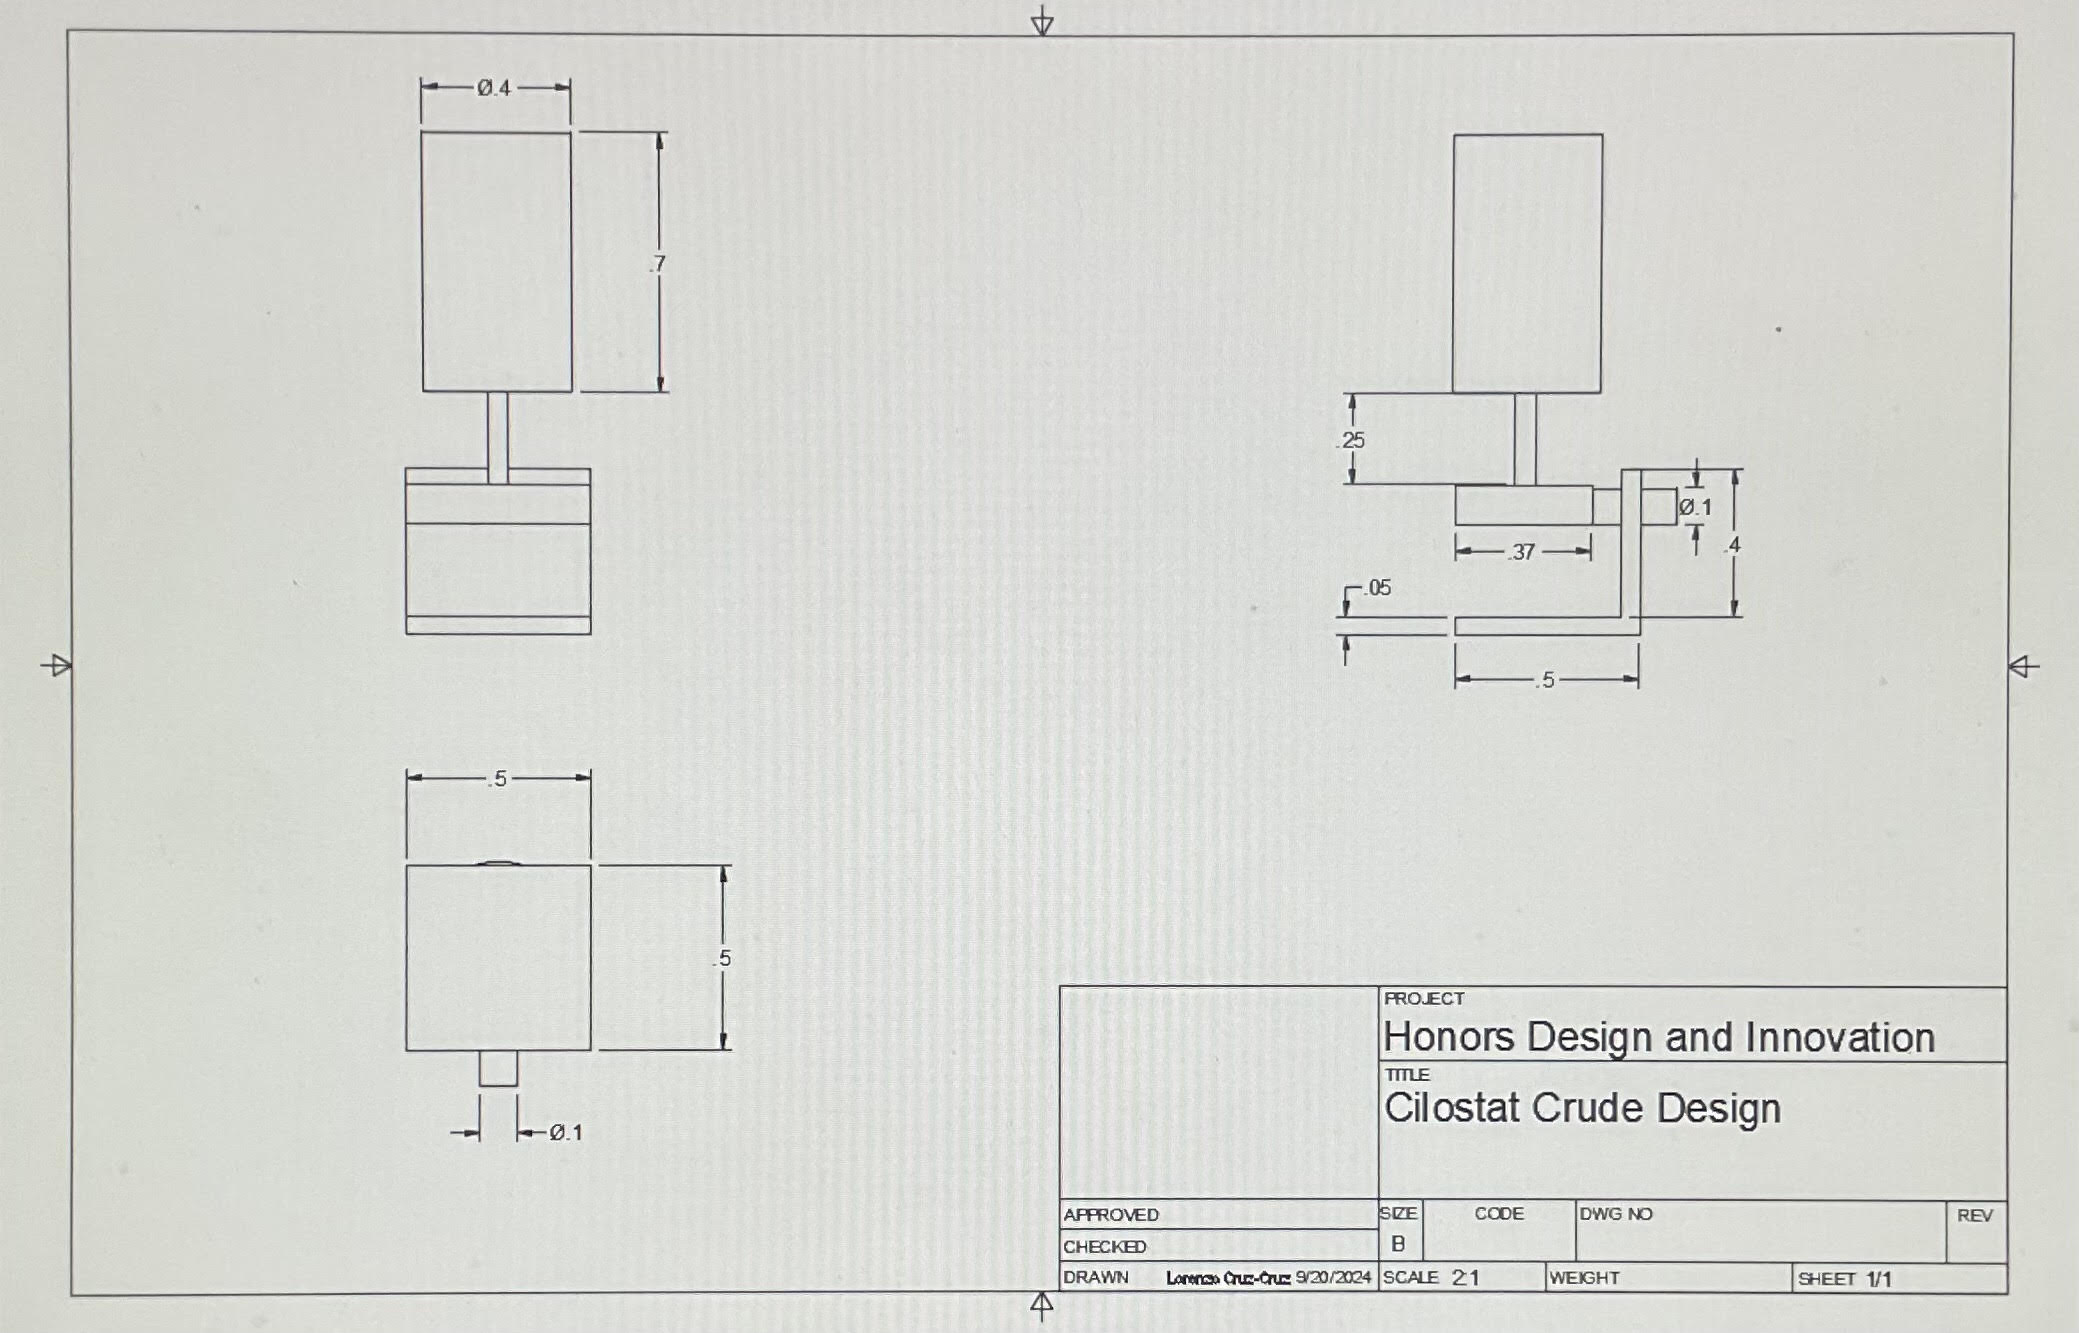 Ø.4
.7
.25
Ø.1
.37
.4
.05
.5
.5
.5
Ø.1
PROJECT
Honors Design and Innovation
TITLE
Cilostat Crude Design
APPROVED
SIZE CODE DWG NO REV
CHECKED
B
DRAWN Lorenzo Cruz-Cruz 9/20/2024 SCALE 2:1 WEIGHT SHEET 1/1